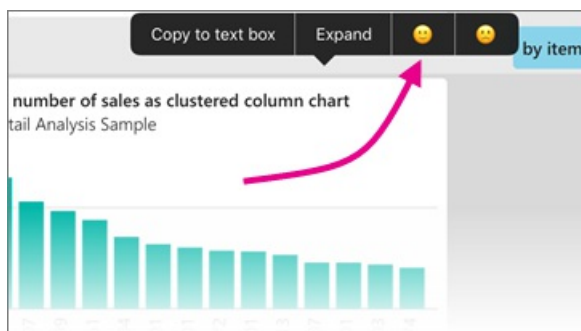 Copy to text box Expand
by item
number of sales as clustered column chart
tail Analysis Sample